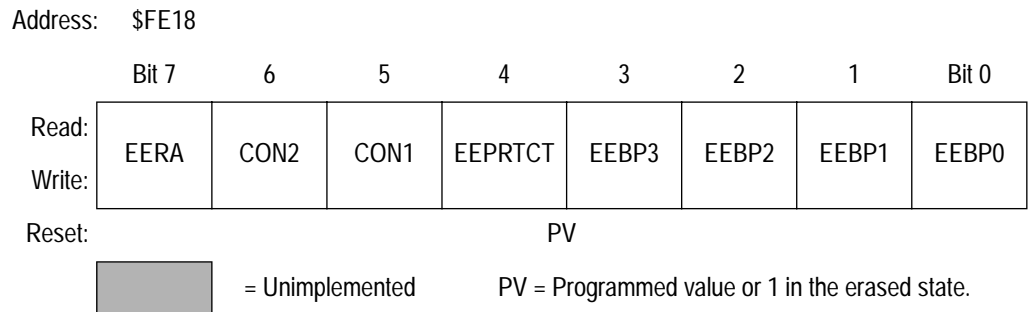 Address: $FE18
Bit 7 6 5 4 3 2 1 Bit 0
Read:
EERA CON2 CON1 EEPRTCT EEBP3 EEBP2 EEBP1 EEBP0
Write:
Reset: PV
= Unimplemented PV = Programmed value or 1 in the erased state.